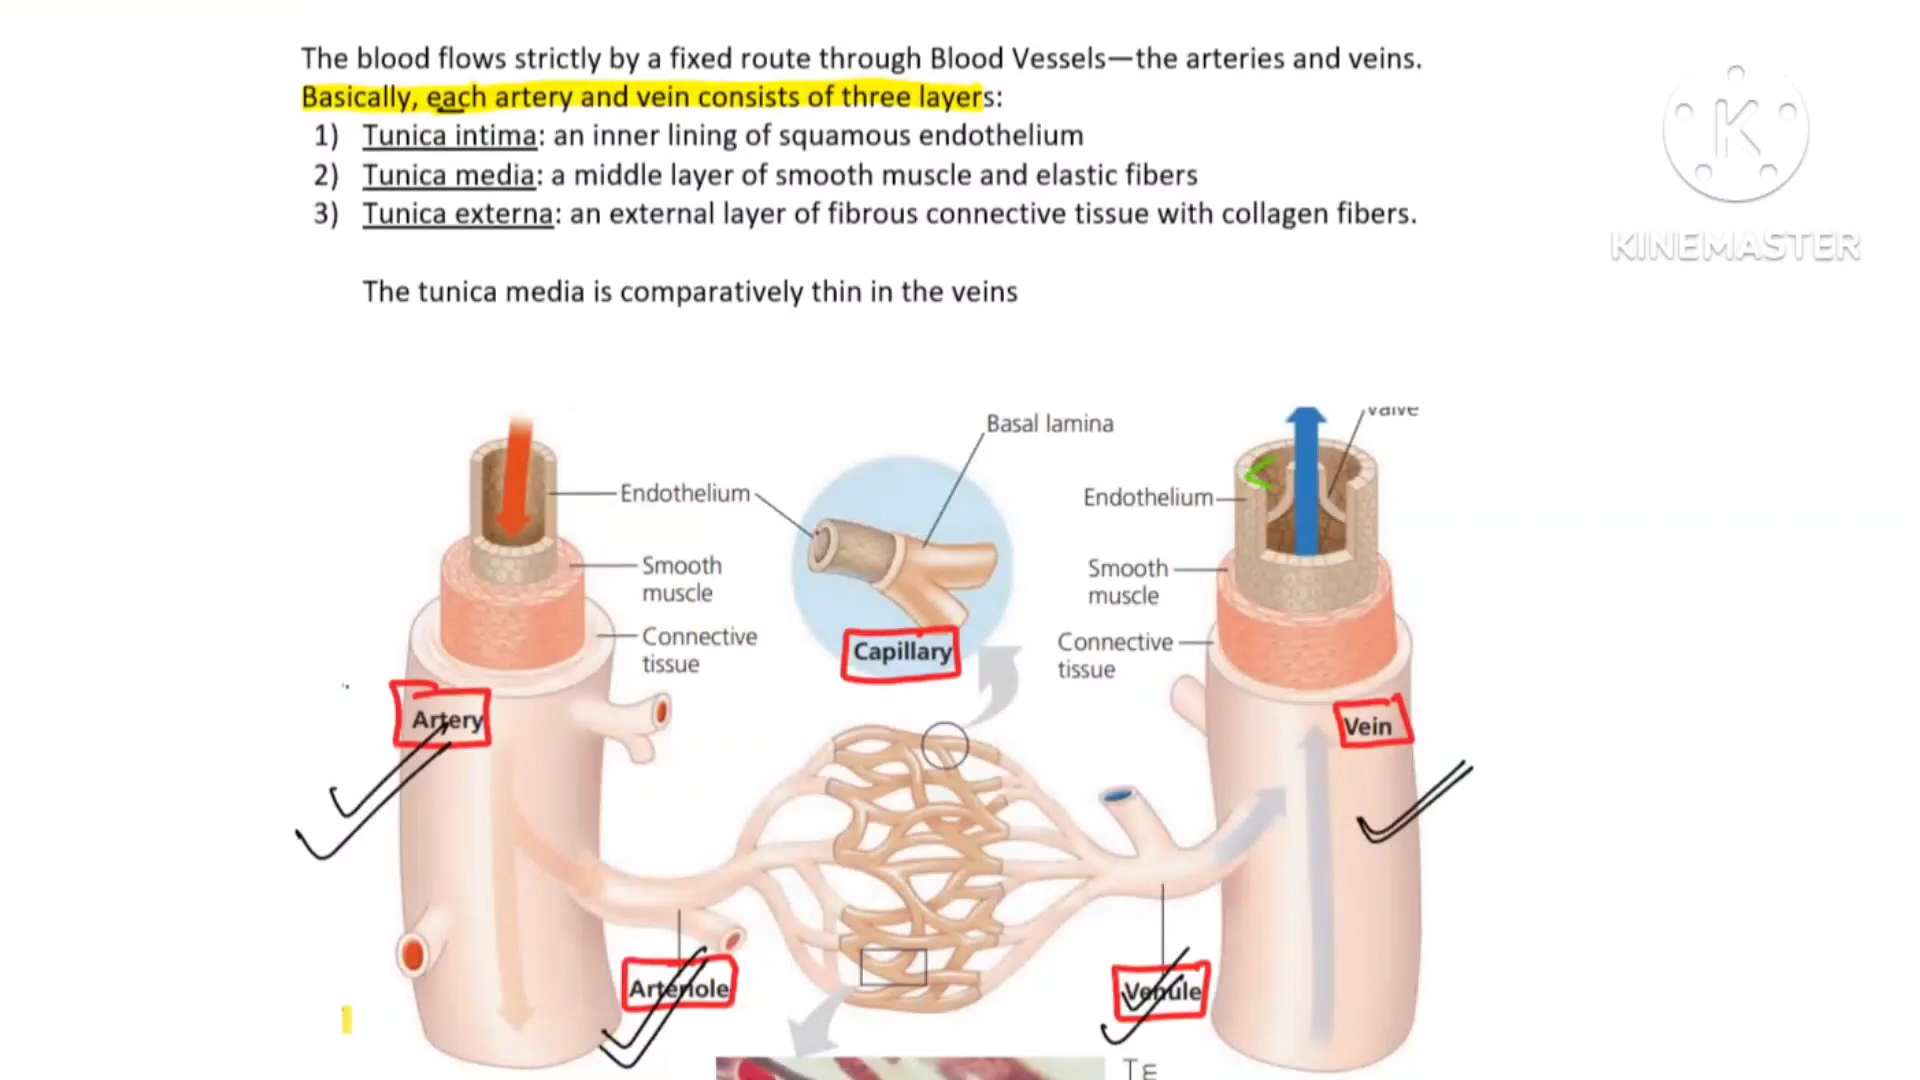 The blood flows strictly by a fixed route through Blood Vessels—the arteries and veins.
Basically, each artery and vein consists of three layers:
1) Tunica intima: an inner lining of squamous endothelium
2) Tunica media: a middle layer of smooth muscle and elastic fibers
3) Tunica externa: an external layer of fibrous connective tissue with collagen fibers.
K
KINEMASTER
The tunica media is comparatively thin in the veins
Valve
Basal lamina
Endothelium
Endothelium
Smooth
muscle
Smooth
muscle
Connective
tissue
Capillary
Connective
tissue
Artery
Vein
Arteriole
Venule